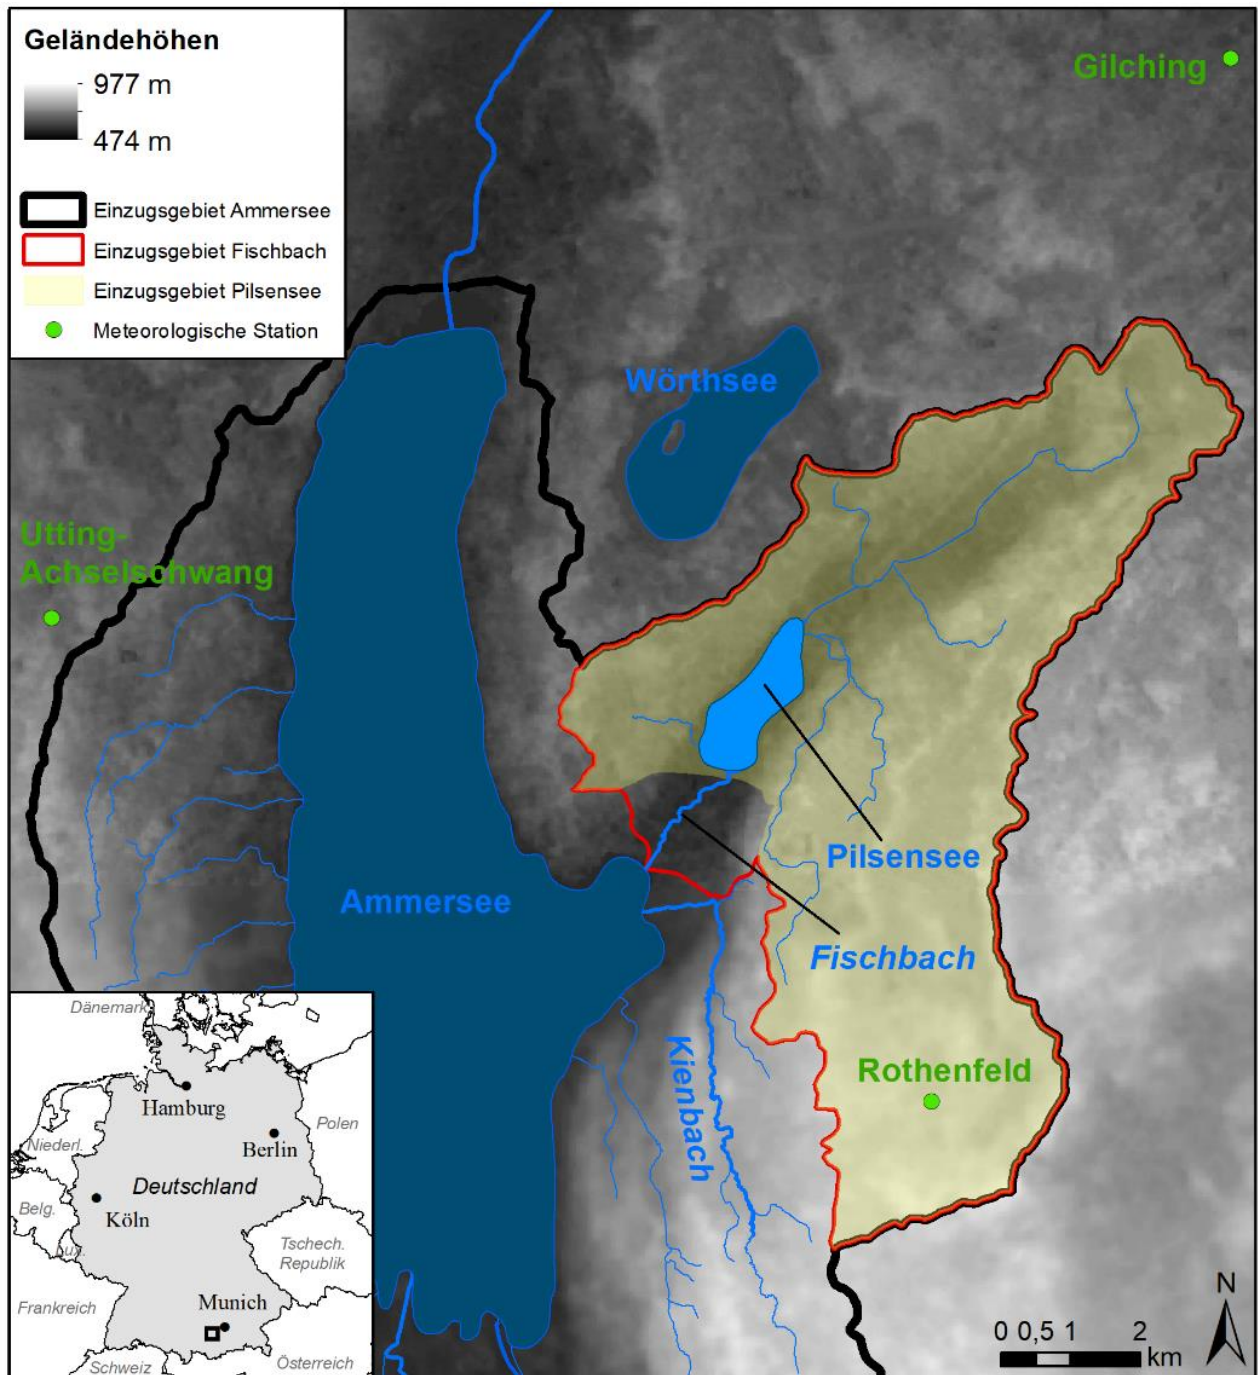 Geländehöhen
977 m
474 m
Einzugsgebiet Ammersee
Einzugsgebiet Fischbach
Einzugsgebiet Pilsensee
Meteorologische Station
Gilching
Wörthsee
Utting-
Achselschwang
Pilsensee
Ammersee
Fischbach
Kienbach
Rothenfeld
Dänemark
Hamburg
Polen
Niederl.
Berlin
Deutschland
Belg.
Köln
Lux.
Tschech.
Republik
Frankreich
Munich
Schweiz
Österreich
N
0 0,5 1 2
km